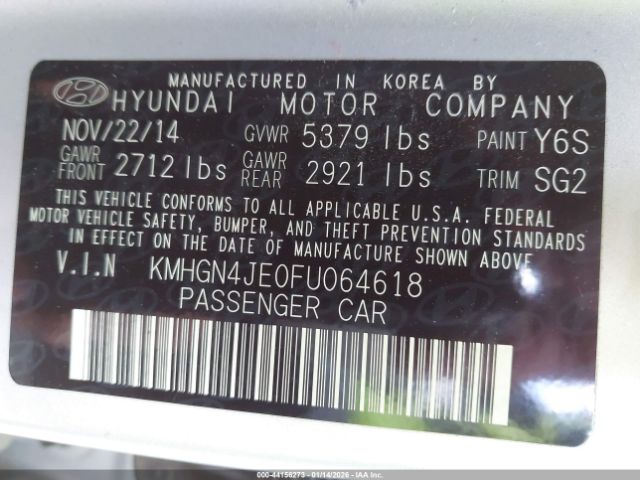 MANUFACTURED IN KOREA BY
HYUNDAI MOTOR COMPANY
NOV/22/14 GVWR 5379 lbs PAINT Y6S
GAWR FRONT 2712 lbs GAWR REAR 2921 lbs TRIM SG2
THIS VEHICLE CONFORMS TO ALL APPLICABLE U.S.A. FEDERAL
MOTOR VEHICLE SAFETY, BUMPER, AND THEFT PREVENTION STANDARDS
IN EFFECT ON THE DATE OF MANUFACTURE SHOWN ABOVE.
V.I.N KMHGN4JE0FU064618
PASSENGER CAR
000-44156273 - 01/14/2026 - IAA Inc.